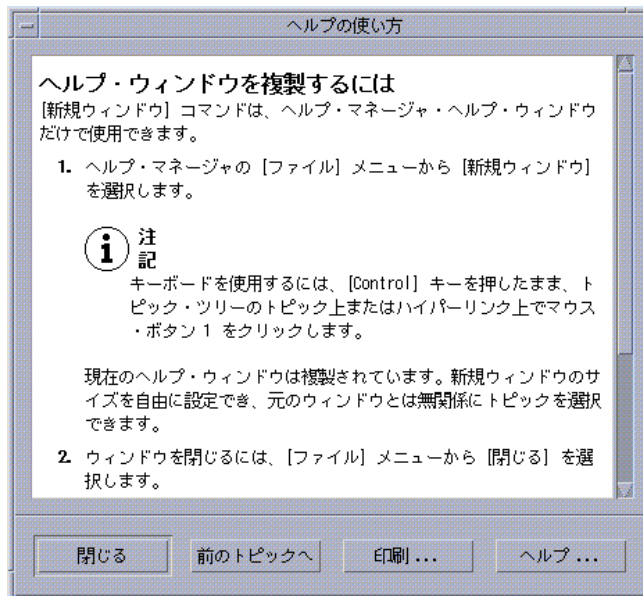 ヘルプの使い方
ヘルプ・ウィンドウを複製するには
[新規ウィンドウ] コマンドは、ヘルプ・マネージャ・ヘルプ・ウィンドウ
だけで使用できます。
1. ヘルプ・マネージャの [ファイル] メニューから [新規ウィンドウ]
を選択します。
注
記
キーボードを使用するには、[Control] キーを押したまま、ト
ピック・ツリーのトピック上またはハイパーリンク上でマウス
・ボタン 1 をクリックします。
現在のヘルプ・ウィンドウは複製されています。新規ウィンドウのサ
イズを自由に設定でき、元のウィンドウとは無関係にトピックを選択
できます。
2. ウィンドウを閉じるには、[ファイル] メニューから [閉じる] を選
択します。
閉じる 前のトピックへ 印刷 ... ヘルプ ...